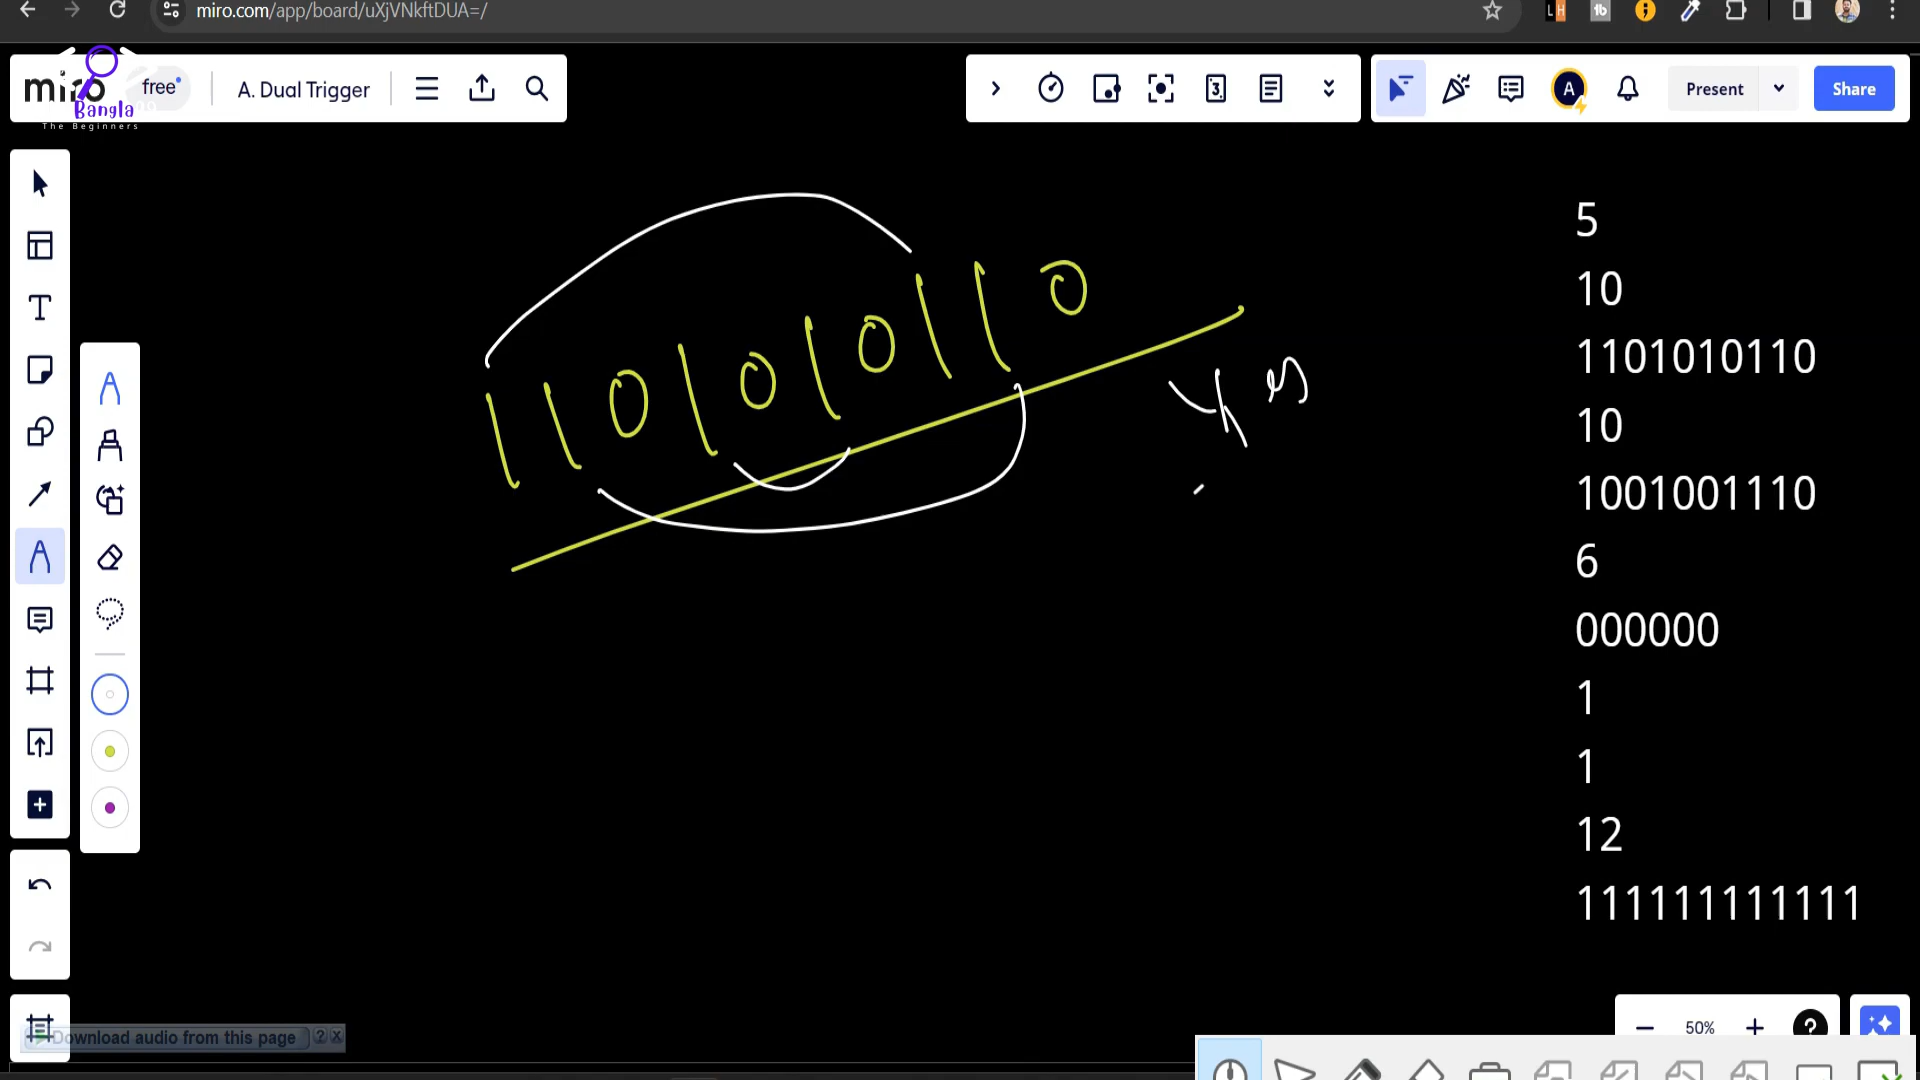 miro.com/app/board/uXjVNkftDUA=/
miro
free
A. Dual Trigger
Present
Share
Bangla
The Beginners
1101010110
Yes
5
10
1101010110
10
1001001110
6
000000
1
1
12
111111111111
50%
Download audio from this page